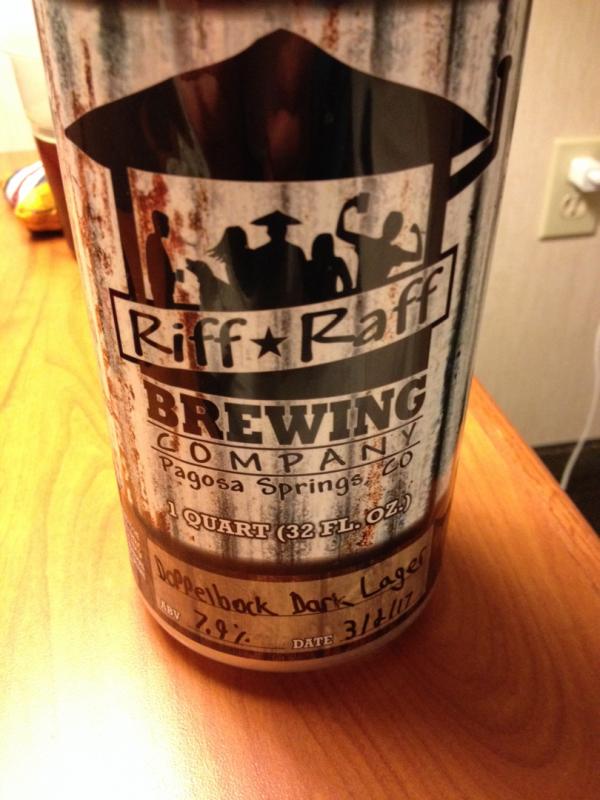 Riff★Raff
BREWING
COMPANY
Pagosa Springs, CO
1 QUART (32 FL. OZ.)
Doppelbock Dark Lager
ABV 7.9% DATE 3/2/17